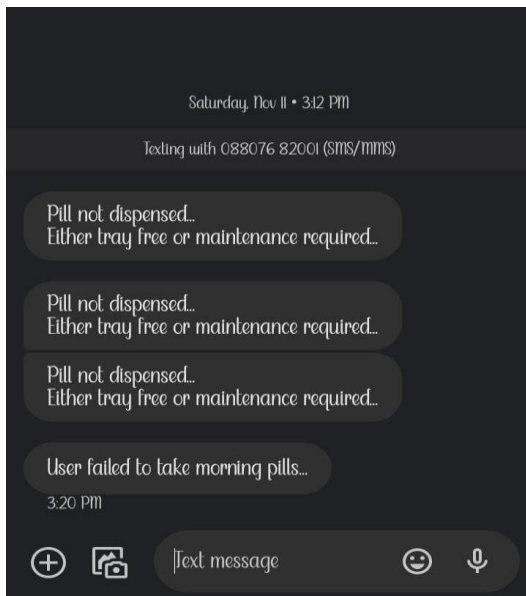 Saturday, Nov 11 • 3:12 PM
Texting with 088076 82001 (SMS/MMS)
Pill not dispensed...
Either tray free or maintenance required...
Pill not dispensed...
Either tray free or maintenance required...
Pill not dispensed...
Either tray free or maintenance required...
User failed to take morning pills...
3:20 PM
Text message